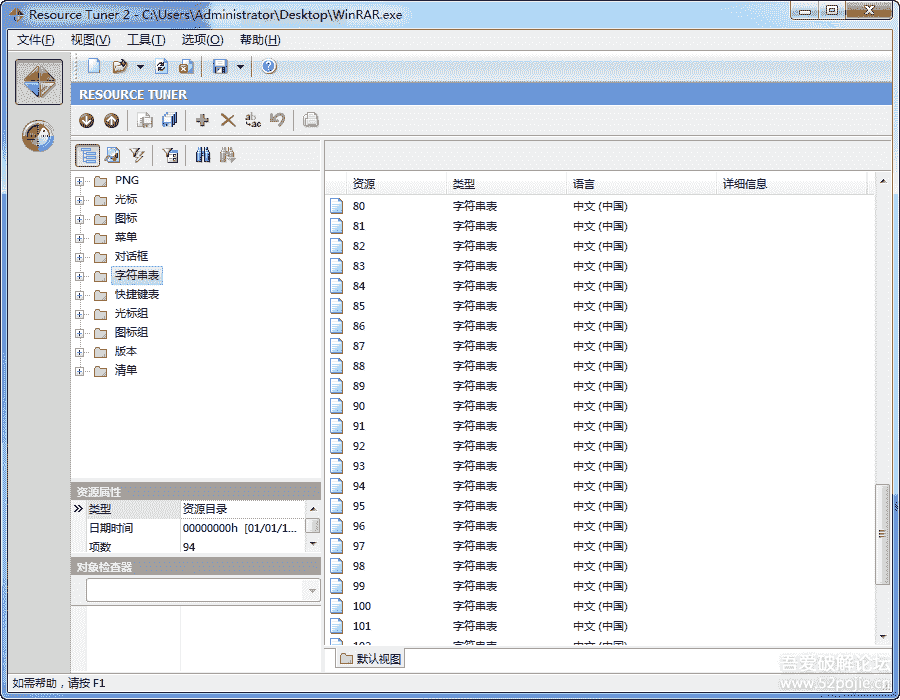 Resource Tuner 2 - C:\Users\Administrator\Desktop\WinRAR.exe
文件(F) 视图(V) 工具(T) 选项(O) 帮助(H)
RESOURCE TUNER
PNG
光标
图标
菜单
对话框
字符串表
快捷键表
光标组
图标组
版本
清单
资源属性
类型 资源目录
日期时间 00000000h [01/01/1...
项数 94
对象检查器
资源 类型 语言 详细信息
80 字符串表 中文 (中国)
81 字符串表 中文 (中国)
82 字符串表 中文 (中国)
83 字符串表 中文 (中国)
84 字符串表 中文 (中国)
85 字符串表 中文 (中国)
86 字符串表 中文 (中国)
87 字符串表 中文 (中国)
88 字符串表 中文 (中国)
89 字符串表 中文 (中国)
90 字符串表 中文 (中国)
91 字符串表 中文 (中国)
92 字符串表 中文 (中国)
93 字符串表 中文 (中国)
94 字符串表 中文 (中国)
95 字符串表 中文 (中国)
96 字符串表 中文 (中国)
97 字符串表 中文 (中国)
98 字符串表 中文 (中国)
99 字符串表 中文 (中国)
100 字符串表 中文 (中国)
101 字符串表 中文 (中国)
默认视图
如需帮助，请按 F1
吾爱破解论坛
www.52pojie.cn